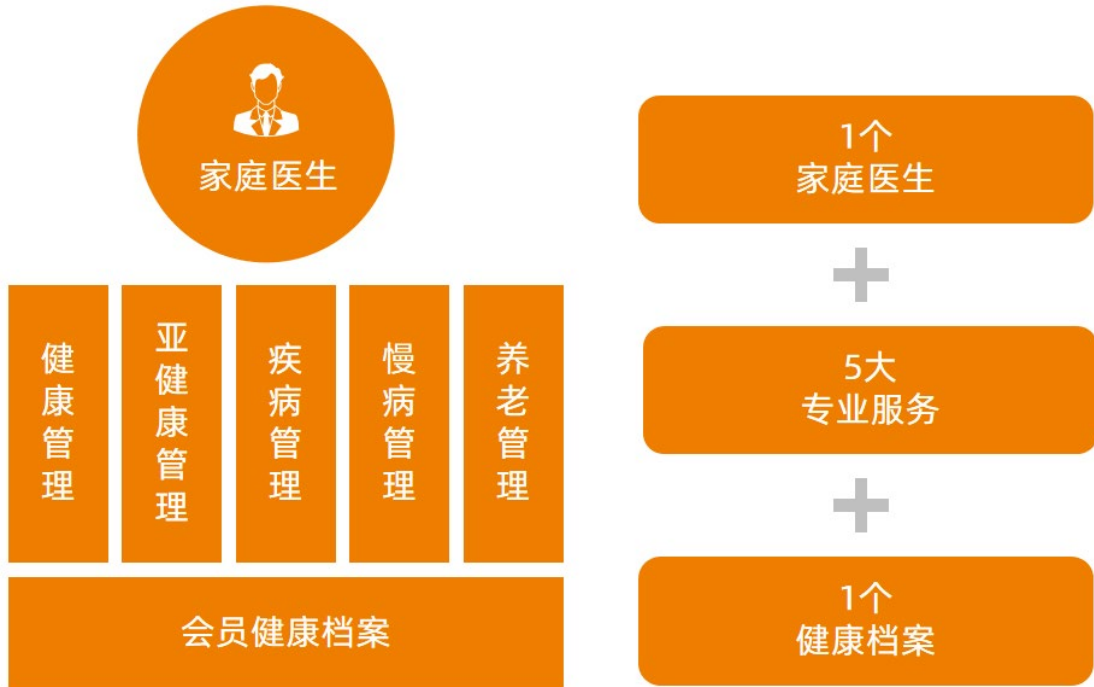 家庭医生
健康管理
亚健康管理
疾病管理
慢病管理
养老管理
会员健康档案
1个
家庭医生
5大
专业服务
1个
健康档案